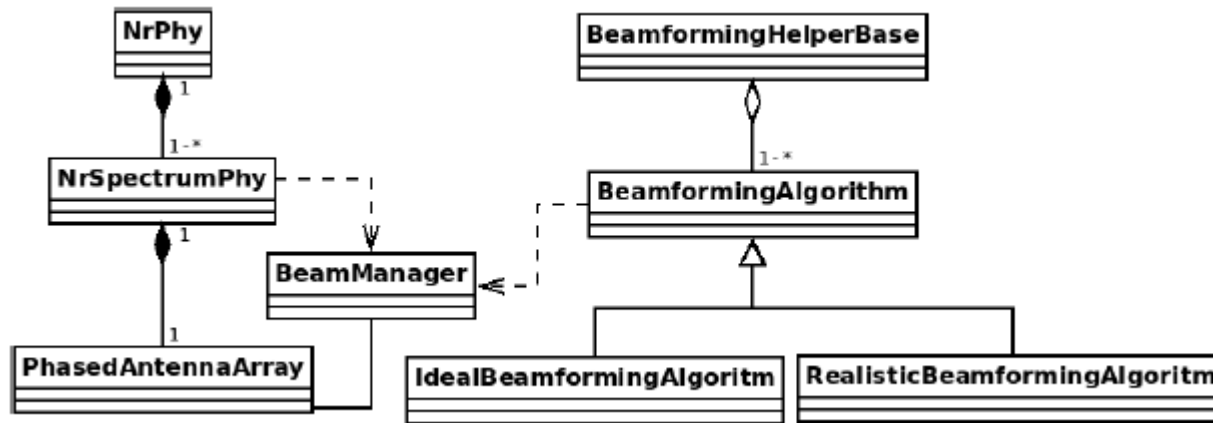 NrPhy
1
1-*
NrSpectrumPhy
1
1
PhasedAntennaArray
BeamManager
BeamformingHelperBase
1-*
BeamformingAlgorithm
IdealBeamformingAlgoritm
RealisticBeamformingAlgoritm